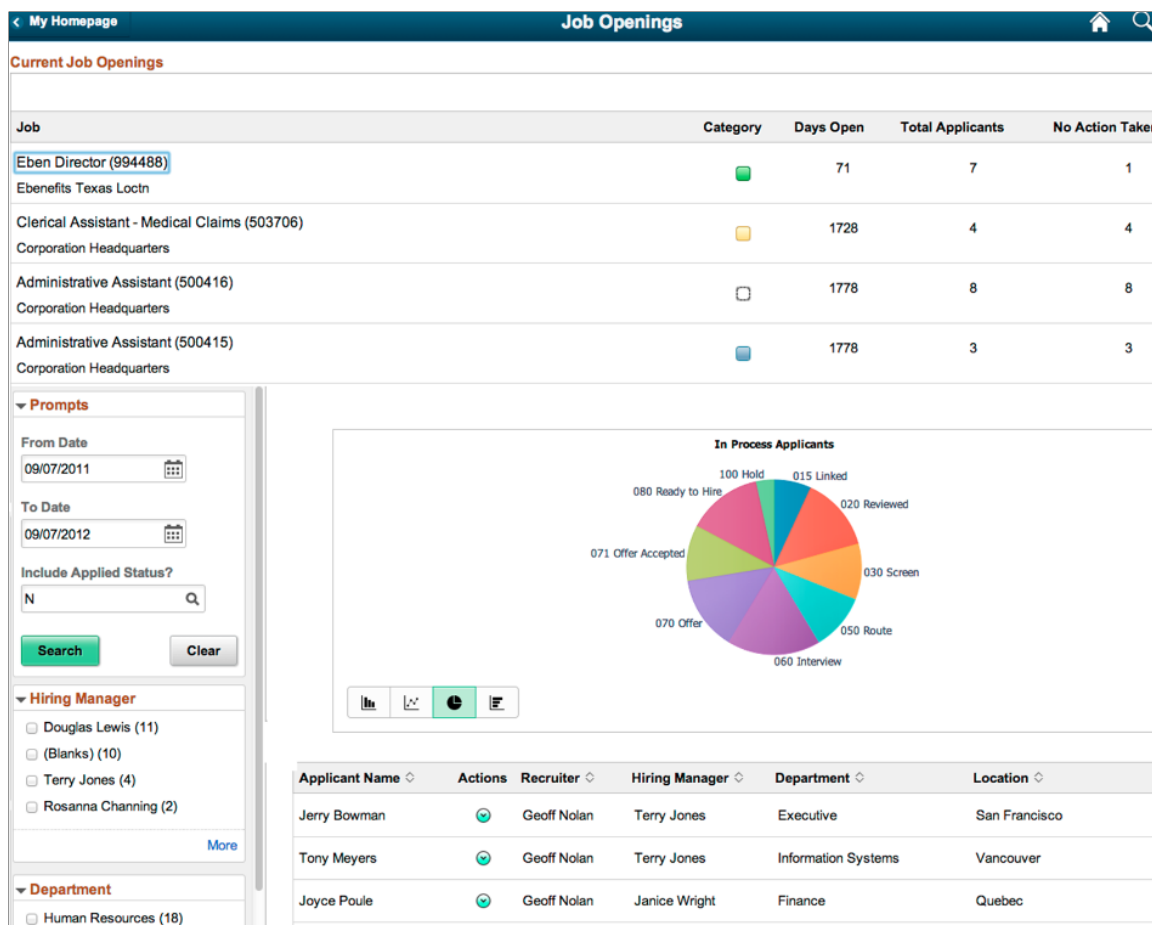 My Homepage Job Openings
Current Job Openings
Job Category Days Open Total Applicants No Action Taken
Eben Director (994488) 71 7 1
Ebenefits Texas Loctn
Clerical Assistant - Medical Claims (503706) 1728 4 4
Corporation Headquarters
Administrative Assistant (500416) 1778 8 8
Corporation Headquarters
Administrative Assistant (500415) 1778 3 3
Corporation Headquarters
Prompts
From Date
09/07/2011
To Date
09/07/2012
Include Applied Status?
N
Search Clear
Hiring Manager
Douglas Lewis (11)
(Blanks) (10)
Terry Jones (4)
Rosanna Channing (2)
More
Department
Human Resources (18)
In Process Applicants
100 Hold
015 Linked
080 Ready to Hire
020 Reviewed
071 Offer Accepted
030 Screen
070 Offer
050 Route
060 Interview
Applicant Name Actions Recruiter Hiring Manager Department Location
Jerry Bowman Geoff Nolan Terry Jones Executive San Francisco
Tony Meyers Geoff Nolan Terry Jones Information Systems Vancouver
Joyce Poule Geoff Nolan Janice Wright Finance Quebec